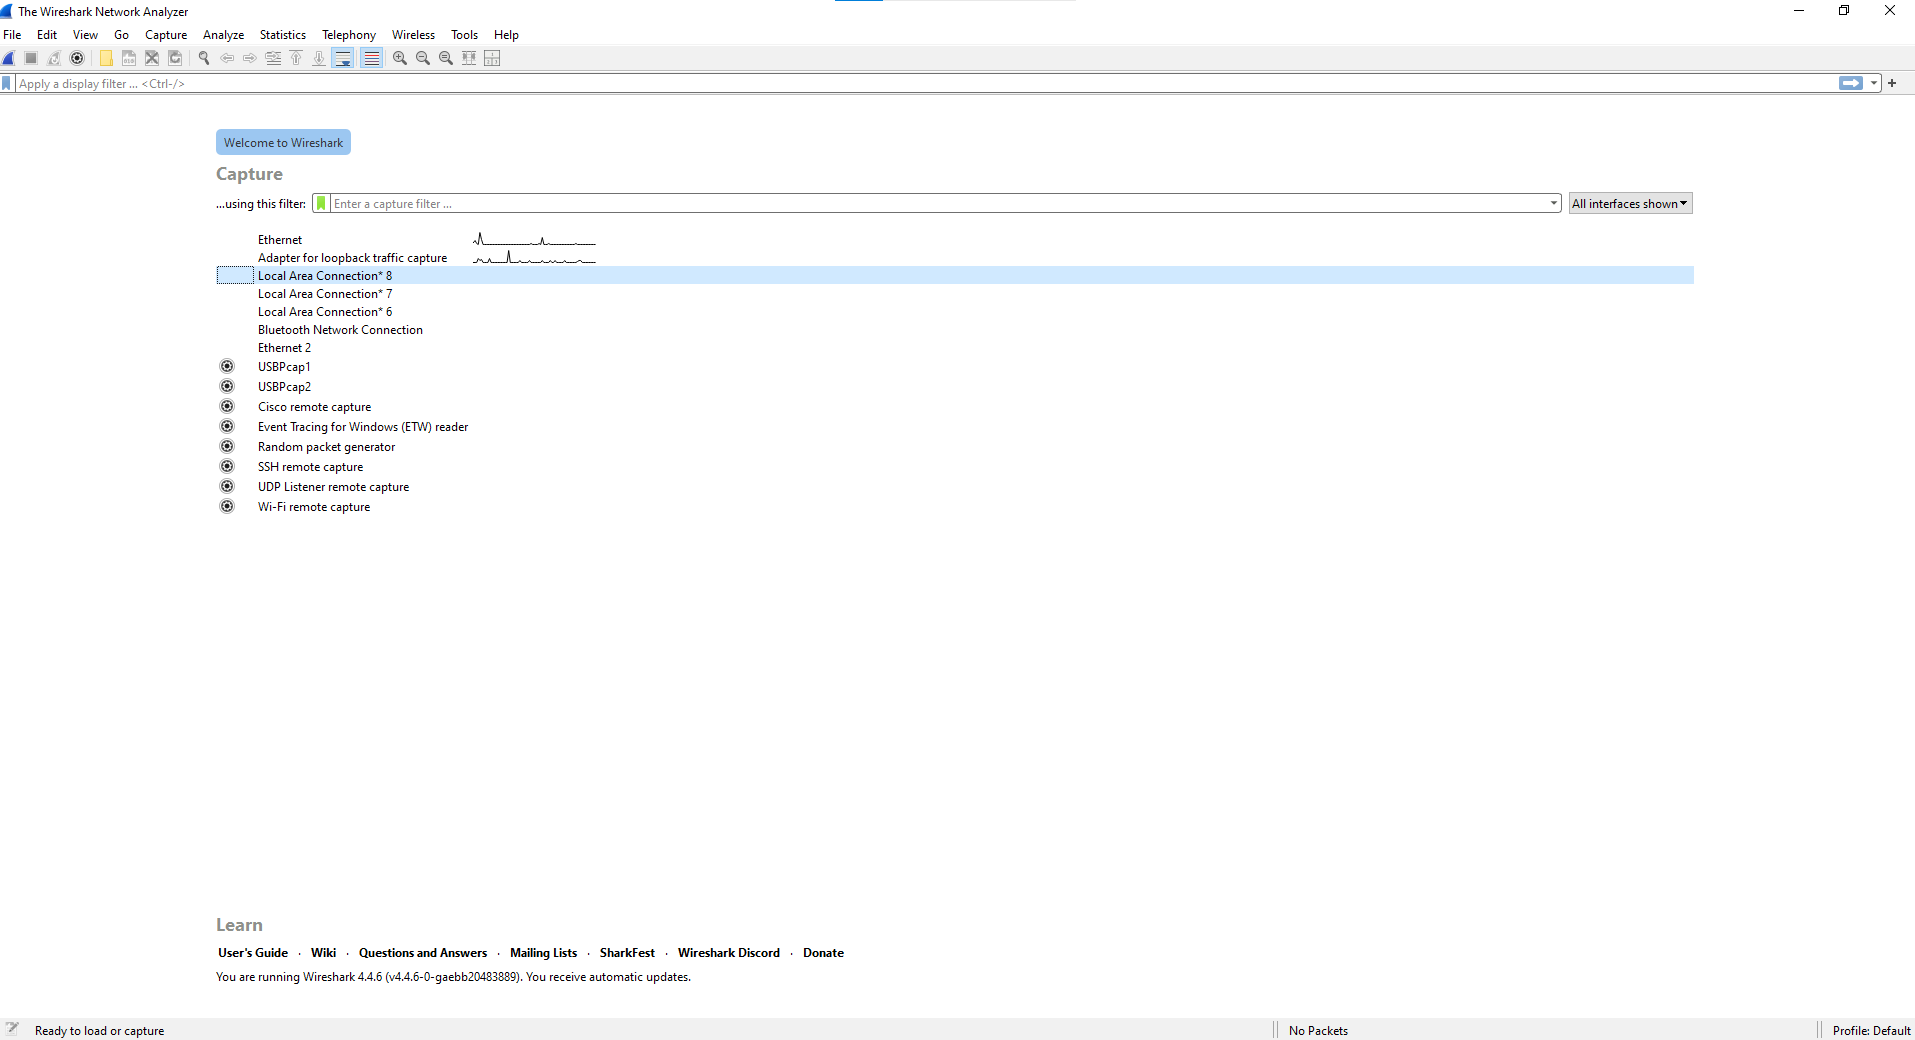 The Wireshark Network Analyzer
File Edit View Go Capture Analyze Statistics Telephony Wireless Tools Help
Apply a display filter ... <Ctrl-/>
Welcome to Wireshark
Capture
...using this filter: Enter a capture filter ... All interfaces shown
Ethernet
Adapter for loopback traffic capture
Local Area Connection* 8
Local Area Connection* 7
Local Area Connection* 6
Bluetooth Network Connection
Ethernet 2
USBPcap1
USBPcap2
Cisco remote capture
Event Tracing for Windows (ETW) reader
Random packet generator
SSH remote capture
UDP Listener remote capture
Wi-Fi remote capture
Learn
User's Guide · Wiki · Questions and Answers · Mailing Lists · SharkFest · Wireshark Discord · Donate
You are running Wireshark 4.4.6 (v4.4.6-0-gaebb20483889). You receive automatic updates.
Ready to load or capture No Packets Profile: Default